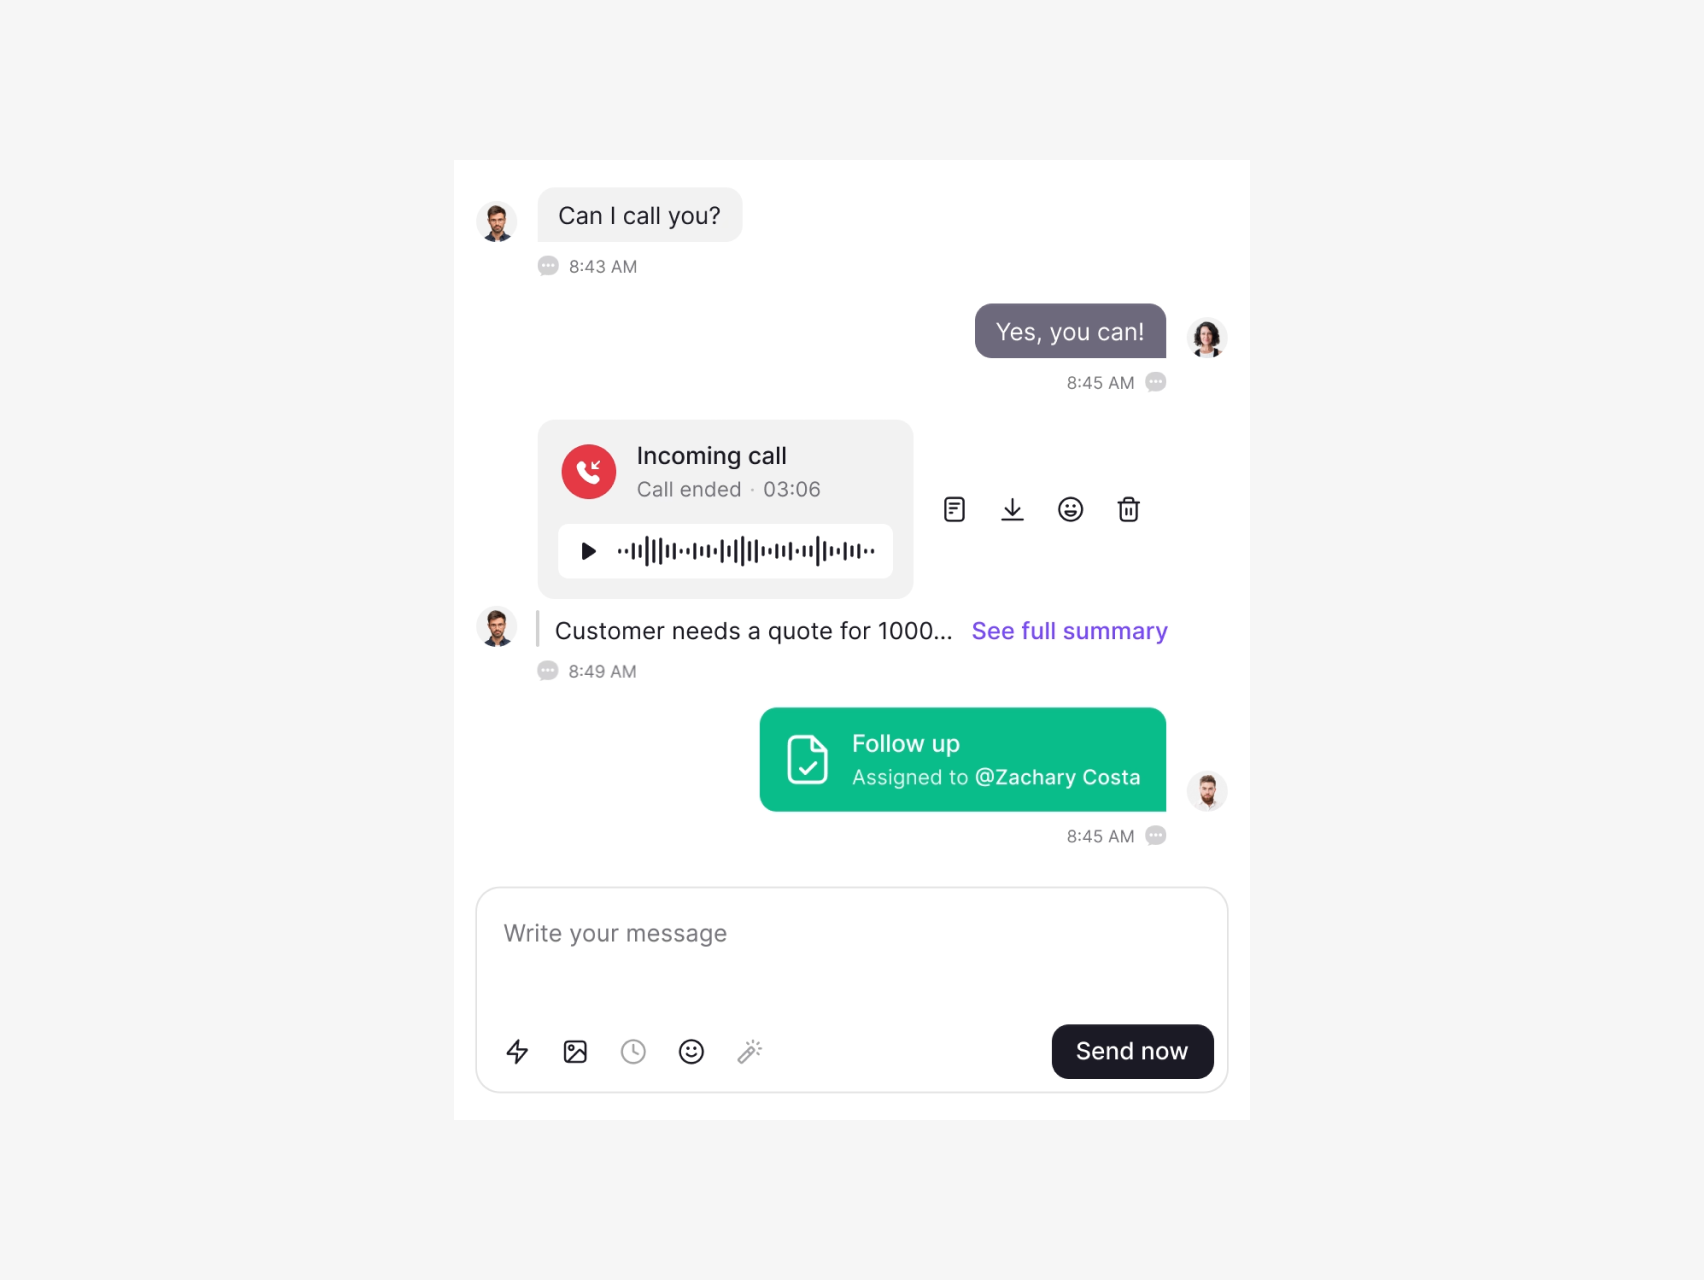 Can I call you?
8:43 AM
Yes, you can!
8:45 AM
Incoming call
Call ended · 03:06
Customer needs a quote for 1000... See full summary
8:49 AM
Follow up
Assigned to @Zachary Costa
8:45 AM
Write your message
Send now